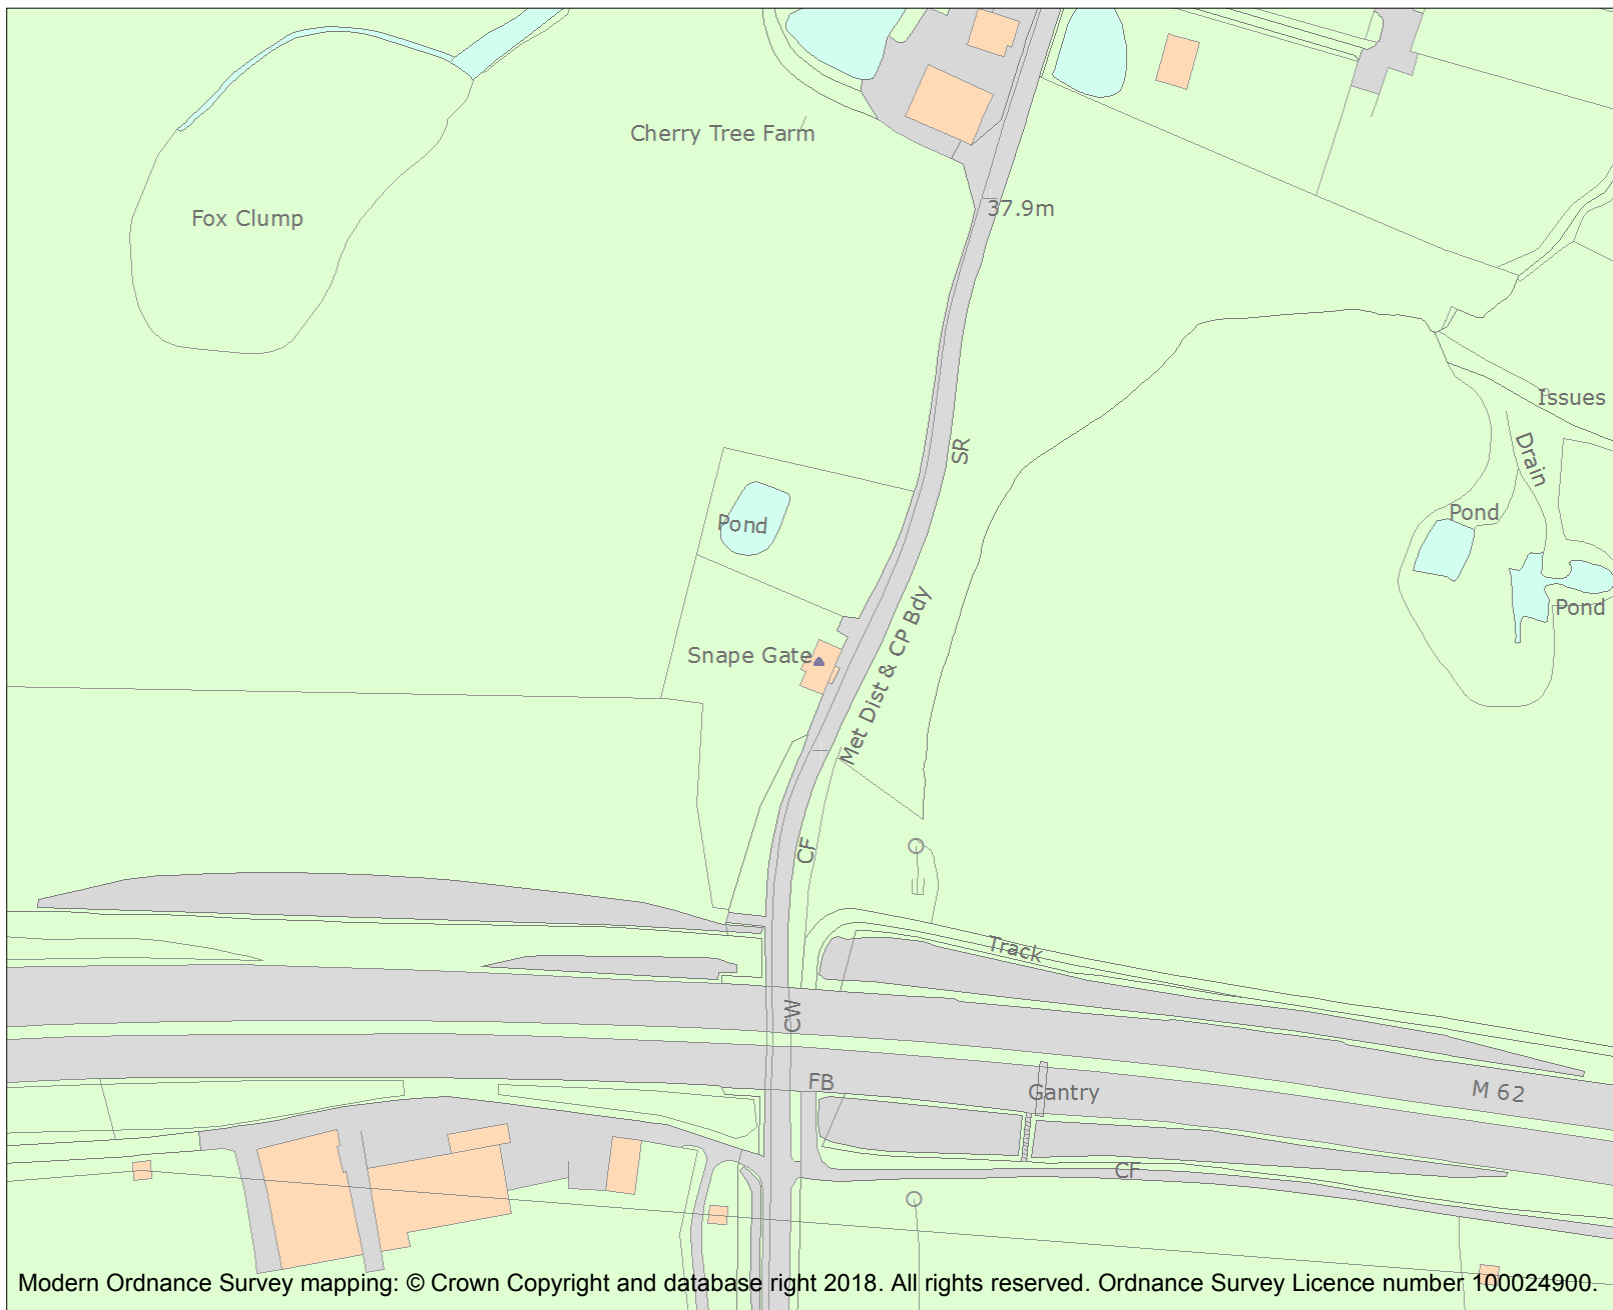 Cherry Tree Farm
Fox Clump
37.9m
Issues
SR
Drain
Pond
Pond
Pond
Met Dist & CP Bdy
Snape Gate
CF
Track
CW
FB
Gantry
M 62
CF
Modern Ordnance Survey mapping: © Crown Copyright and database right 2018. All rights reserved. Ordnance Survey Licence number 100024900.